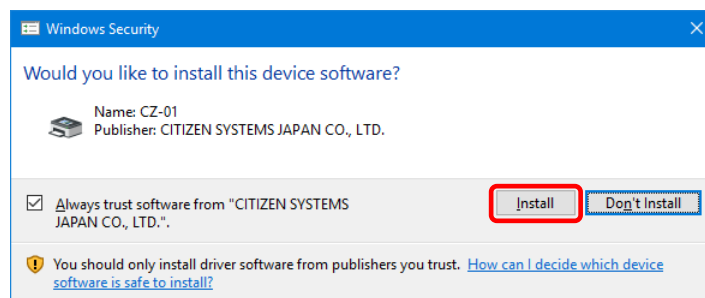 Windows Security
Would you like to install this device software?
Name: CZ-01
Publisher: CITIZEN SYSTEMS JAPAN CO., LTD.
Always trust software from "CITIZEN SYSTEMS
JAPAN CO., LTD.".
Install
Don't Install
You should only install driver software from publishers you trust. How can I decide which device
software is safe to install?